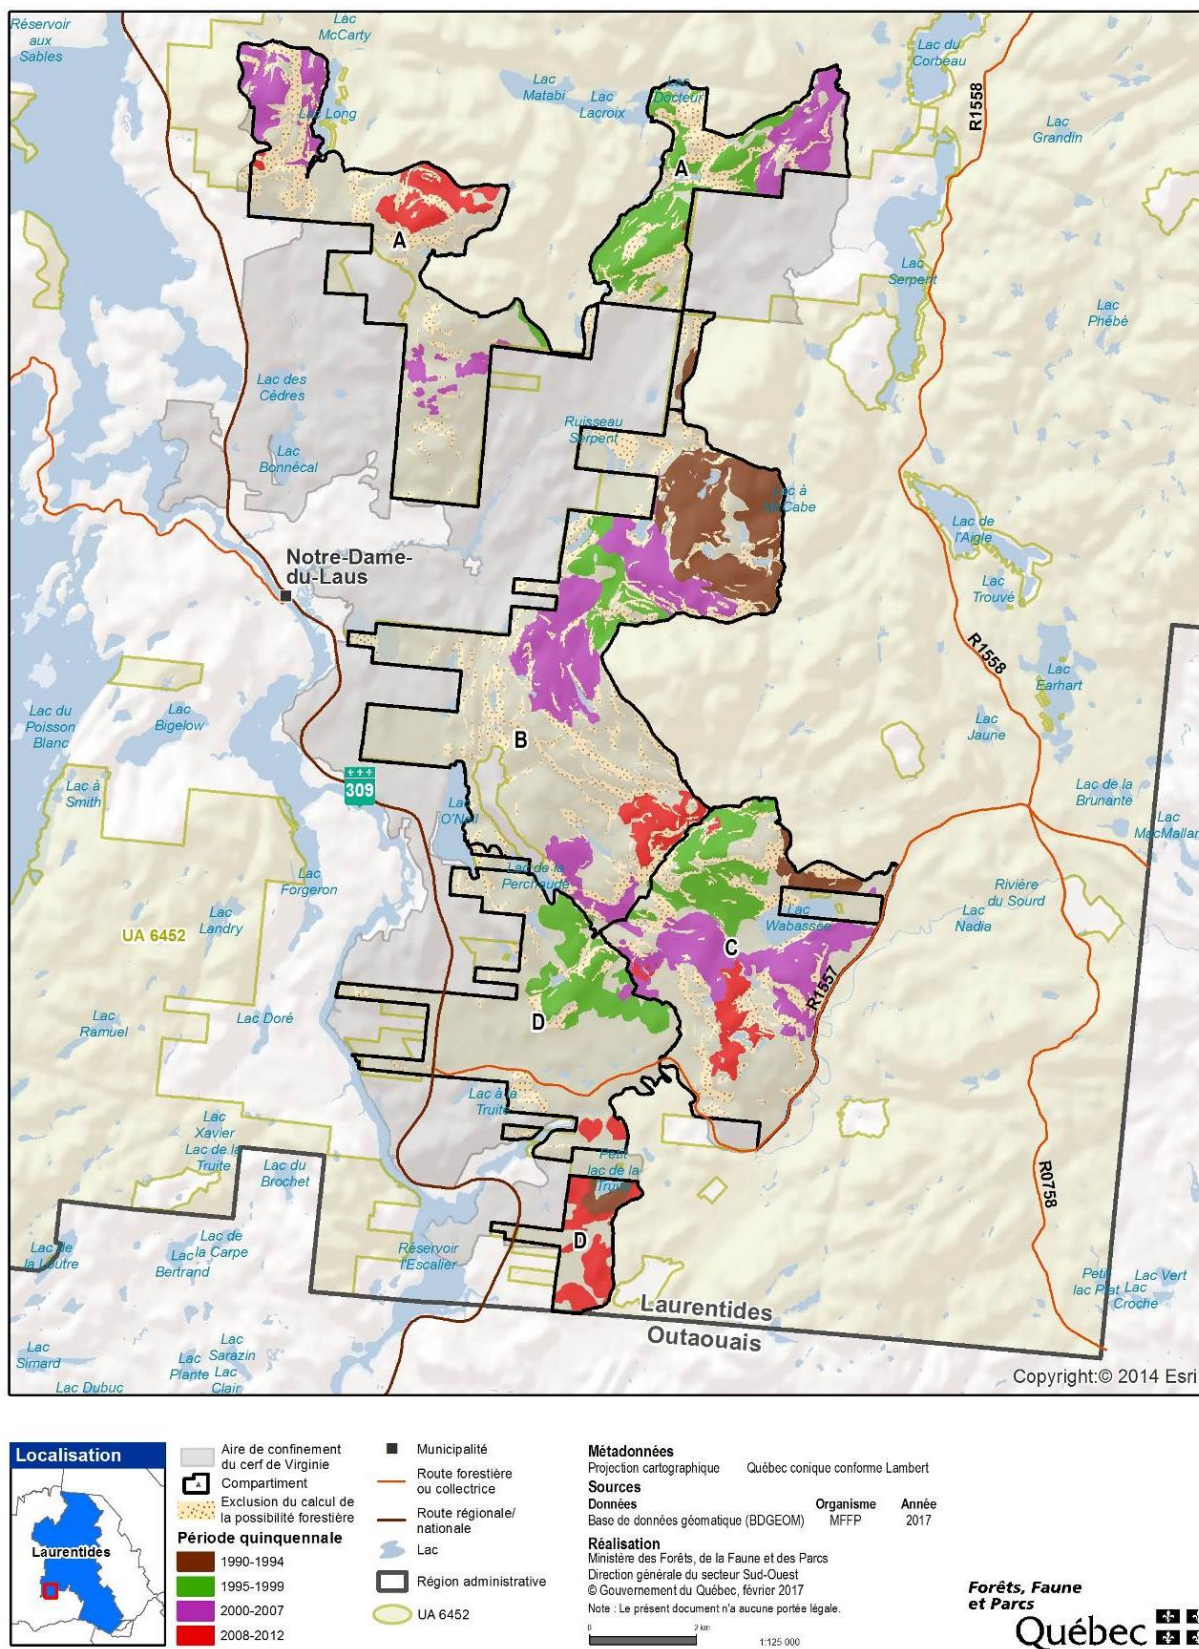 Réservoir
aux
Sables
Lac
McCarty
Lac du
Corbeau
Lac
Matabi
Lac
Lacroix
Lac
Docteur
R1558
Lac
Grandin
Lac Long
A
A
Lac
Serpent
Lac
Phébé
Lac des
Cèdres
Ruisseau
Serpent
Lac
Bonnécal
Lac à
McCabe
Lac de
l'Aigle
Notre-Dame-
du-Laus
Lac
Trouvé
R1558
Lac
Earhart
Lac du
Poisson
Blanc
Lac
Bigelow
B
Lac
Jaune
Lac à
Smith
309
Lac
O'Neil
Lac de la
Brunante
Lac
MacMallan
Lac de la
Perchaude
Lac
Forgeron
Rivière
du Sourd
Lac
Landry
Lac
Wabassee
Lac
Nadia
UA 6452
C
R1557
Lac
Ramuel
Lac Doré
D
Lac à la
Truite
Lac
Xavier
Lac de la
Truite
Lac du
Brochet
Petit
lac de la
Truite
R0758
Lac de
la Loutre
Lac de
la Carpe
Lac
Bertrand
D
Réservoir
l'Escalier
Petit
lac Plat
Lac Vert
Lac
Croche
Laurentides
Outaouais
Lac
Simard
Lac
Sarazin
Lac
Plante
Lac
Clair
Lac Dubuc
Copyright:© 2014 Esri
Localisation
Laurentides
Aire de confinement
du cerf de Virginie
A
Compartiment
Exclusion du calcul de
la possibilité forestière
Période quinquennale
1990-1994
1995-1999
2000-2007
2008-2012
Municipalité
Route forestière
ou collectrice
Route régionale/
nationale
Lac
Région administrative
UA 6452
Métadonnées
Projection cartographique Québec conique conforme Lambert
Sources
Données Organisme Année
Base de données géomatique (BDGEOM) MFFP 2017
Réalisation
Ministère des Forêts, de la Faune et des Parcs
Direction générale du secteur Sud-Ouest
© Gouvernement du Québec, février 2017
Note : Le présent document n'a aucune portée légale.
0 2 km
1:125 000
Forêts, Faune
et Parcs
Québec